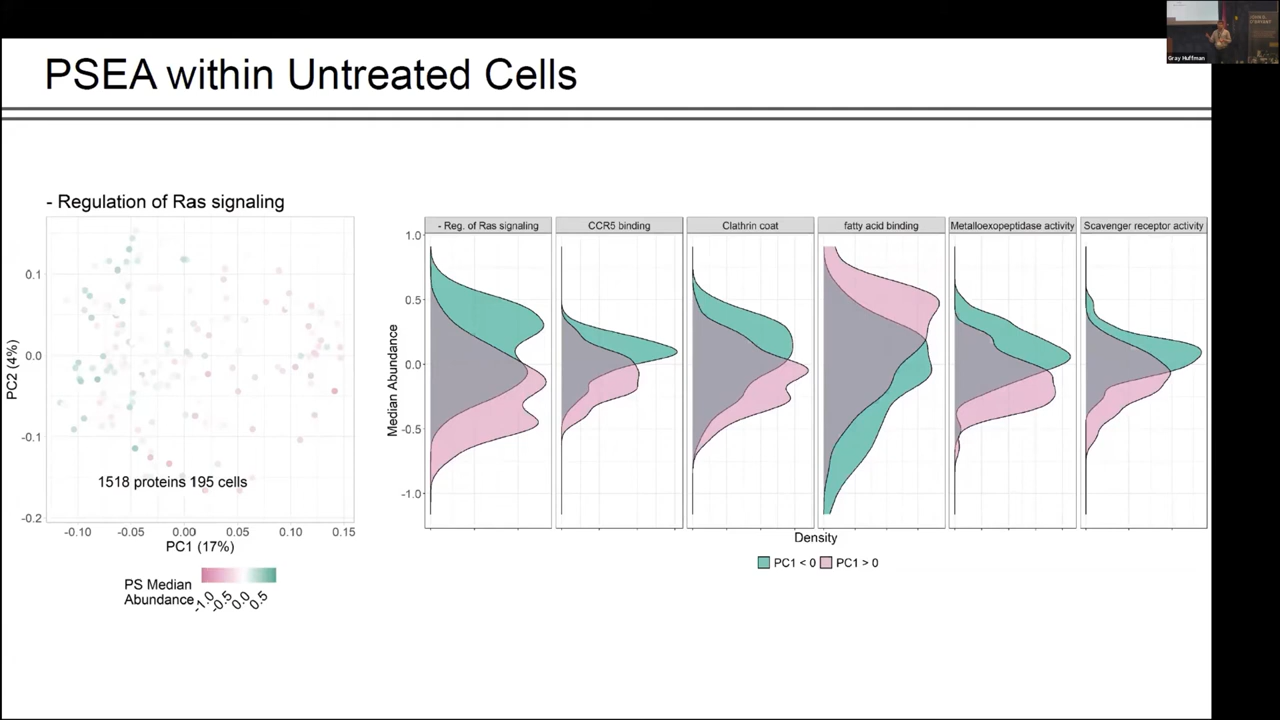 PSEA within Untreated Cells
Gray Huffman
- Regulation of Ras signaling
0.1
0.0
-0.1
-0.2
PC2 (4%)
1518 proteins 195 cells
-0.10 -0.05 0.00 0.05 0.10 0.15
PC1 (17%)
PS Median
Abundance
-1.0 -0.5 0.0 0.5
- Reg. of Ras signaling
CCR5 binding
Clathrin coat
fatty acid binding
Metalloexopeptidase activity
Scavenger receptor activity
1.0
0.5
0.0
-0.5
-1.0
Median Abundance
Density
PC1 < 0 PC1 > 0